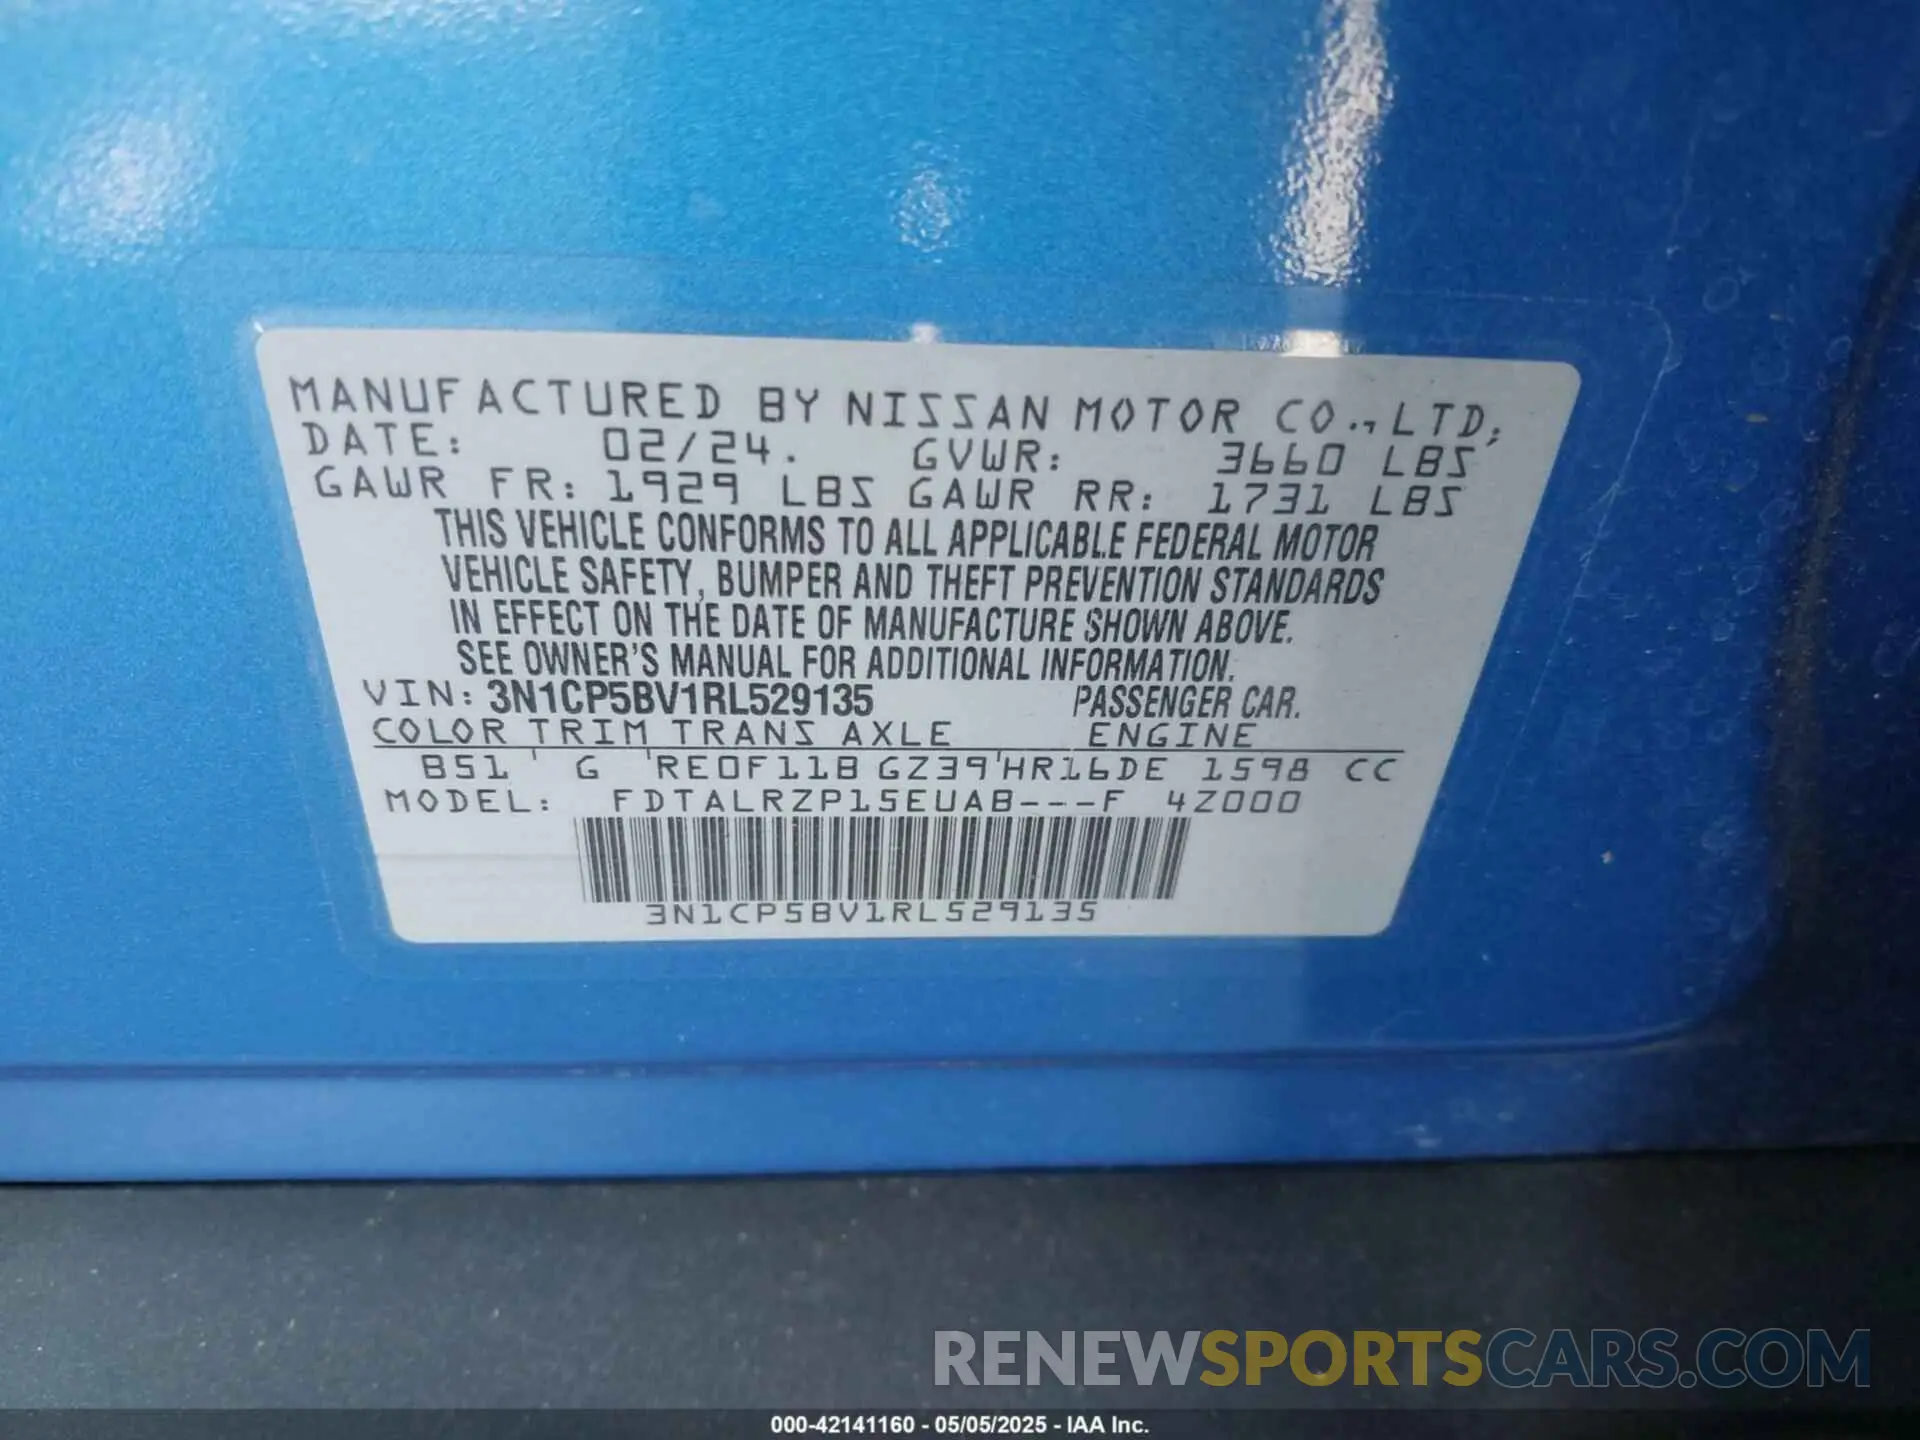 MANUFACTURED BY NISSAN MOTOR CO., LTD.
DATE: 02/24. GVWR: 3660 LBS
GAWR FR: 1929 LBS GAWR RR: 1731 LBS
THIS VEHICLE CONFORMS TO ALL APPLICABLE FEDERAL MOTOR
VEHICLE SAFETY, BUMPER AND THEFT PREVENTION STANDARDS
IN EFFECT ON THE DATE OF MANUFACTURE SHOWN ABOVE.
SEE OWNER'S MANUAL FOR ADDITIONAL INFORMATION.
VIN: 3N1CP5BV1RL529135 PASSENGER CAR.
COLOR TRIM TRANS AXLE ENGINE
B51 ' G 'RE0F11B GZ39'HR16DE 1598 CC
MODEL: FDTALRZP15EUAB---F 4Z000
3N1CP5BV1RL529135
RENEWSPORTSCARS.COM
000-42141160 - 05/05/2025 - IAA Inc.